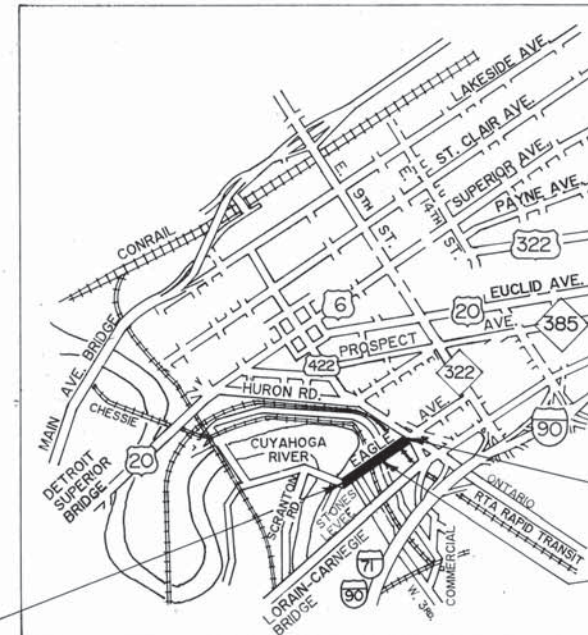 LAKESIDE AVE.
ST. CLAIR AVE.
SUPERIOR AVE.
PAYNE AVE.
E. 9TH ST.
E. 14TH ST.
322
CONRAIL
6
EUCLID AVE.
20
PROSPECT AVE.
385
422
322
HURON RD.
90
MAIN AVE. BRIDGE
CHESSIE
20
DETROIT
SUPERIOR
BRIDGE
CUYAHOGA
RIVER
EAGLE AVE.
SCRANTON
RD.
STONES
LEVEE
ONTARIO
RTA RAPID TRANSIT
COMMERCIAL
LORAIN-CARNEGIE
BRIDGE
71
90
W. 3RD.